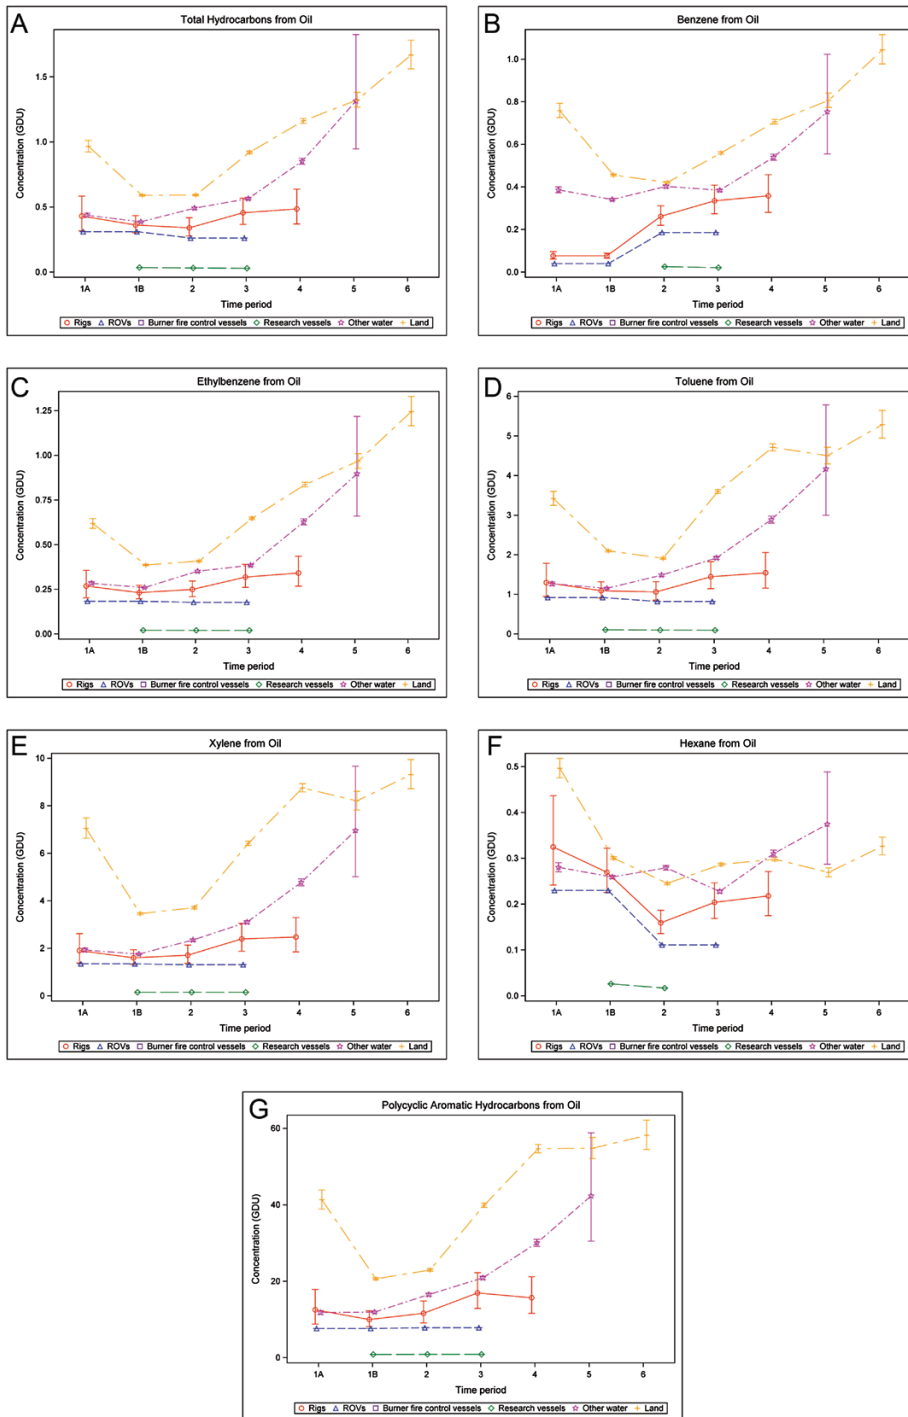 A
Total Hydrocarbons from Oil
Concentration (GDU)
1.5
1.0
0.5
0.0
1A 1B 2 3 4 5 6
Time period
Rigs ROVs Burner fire control vessels Research vessels Other water Land
B
Benzene from Oil
Concentration (GDU)
1.0
0.8
0.6
0.4
0.2
0.0
1A 1B 2 3 4 5 6
Time period
Rigs ROVs Burner fire control vessels Research vessels Other water Land
C
Ethylbenzene from Oil
Concentration (GDU)
1.25
1.00
0.75
0.50
0.25
0.00
1A 1B 2 3 4 5 6
Time period
Rigs ROVs Burner fire control vessels Research vessels Other water Land
D
Toluene from Oil
Concentration (GDU)
6
5
4
3
2
1
0
1A 1B 2 3 4 5 6
Time period
Rigs ROVs Burner fire control vessels Research vessels Other water Land
E
Xylene from Oil
Concentration (GDU)
10
8
6
4
2
0
1A 1B 2 3 4 5 6
Time period
Rigs ROVs Burner fire control vessels Research vessels Other water Land
F
Hexane from Oil
Concentration (GDU)
0.5
0.4
0.3
0.2
0.1
0.0
1A 1B 2 3 4 5 6
Time period
Rigs ROVs Burner fire control vessels Research vessels Other water Land
G
Polycyclic Aromatic Hydrocarbons from Oil
Concentration (GDU)
60
40
20
0
1A 1B 2 3 4 5 6
Time period
Rigs ROVs Burner fire control vessels Research vessels Other water Land